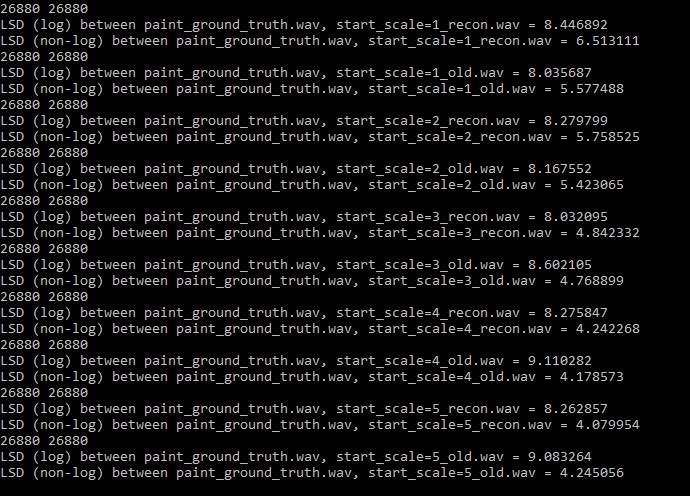 26880 26880
LSD (log) between paint_ground_truth.wav, start_scale=1_recon.wav = 8.446892
LSD (non-log) between paint_ground_truth.wav, start_scale=1_recon.wav = 6.513111
26880 26880
LSD (log) between paint_ground_truth.wav, start_scale=1_old.wav = 8.035687
LSD (non-log) between paint_ground_truth.wav, start_scale=1_old.wav = 5.577488
26880 26880
LSD (log) between paint_ground_truth.wav, start_scale=2_recon.wav = 8.279799
LSD (non-log) between paint_ground_truth.wav, start_scale=2_recon.wav = 5.758525
26880 26880
LSD (log) between paint_ground_truth.wav, start_scale=2_old.wav = 8.167552
LSD (non-log) between paint_ground_truth.wav, start_scale=2_old.wav = 5.423065
26880 26880
LSD (log) between paint_ground_truth.wav, start_scale=3_recon.wav = 8.032095
LSD (non-log) between paint_ground_truth.wav, start_scale=3_recon.wav = 4.842332
26880 26880
LSD (log) between paint_ground_truth.wav, start_scale=3_old.wav = 8.602105
LSD (non-log) between paint_ground_truth.wav, start_scale=3_old.wav = 4.768899
26880 26880
LSD (log) between paint_ground_truth.wav, start_scale=4_recon.wav = 8.275847
LSD (non-log) between paint_ground_truth.wav, start_scale=4_recon.wav = 4.242268
26880 26880
LSD (log) between paint_ground_truth.wav, start_scale=4_old.wav = 9.110282
LSD (non-log) between paint_ground_truth.wav, start_scale=4_old.wav = 4.178573
26880 26880
LSD (log) between paint_ground_truth.wav, start_scale=5_recon.wav = 8.262857
LSD (non-log) between paint_ground_truth.wav, start_scale=5_recon.wav = 4.079954
26880 26880
LSD (log) between paint_ground_truth.wav, start_scale=5_old.wav = 9.083264
LSD (non-log) between paint_ground_truth.wav, start_scale=5_old.wav = 4.245056